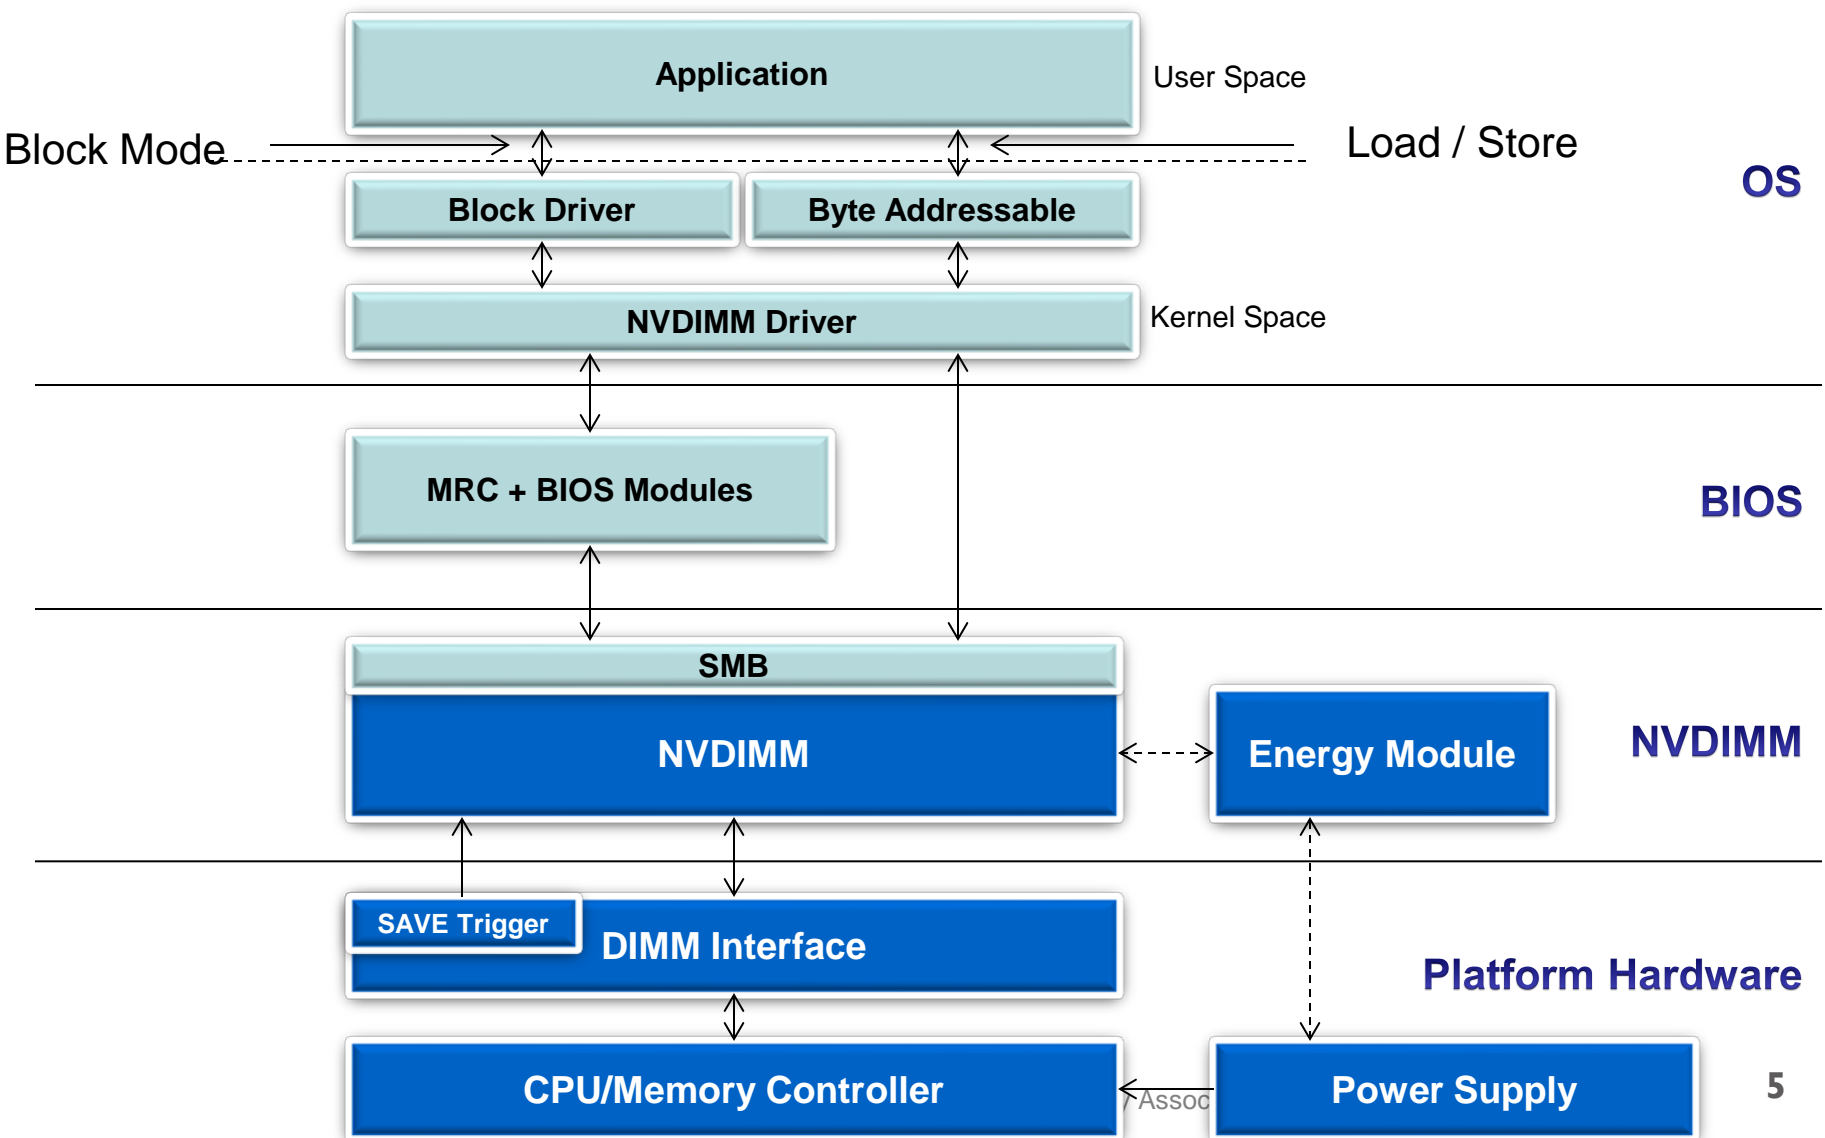 Application
User Space
Block Mode
Load / Store
OS
Block Driver
Byte Addressable
NVDIMM Driver
Kernel Space
MRC + BIOS Modules
BIOS
SMB
NVDIMM
Energy Module
NVDIMM
SAVE Trigger
DIMM Interface
Platform Hardware
CPU/Memory Controller
Assoc
Power Supply
5